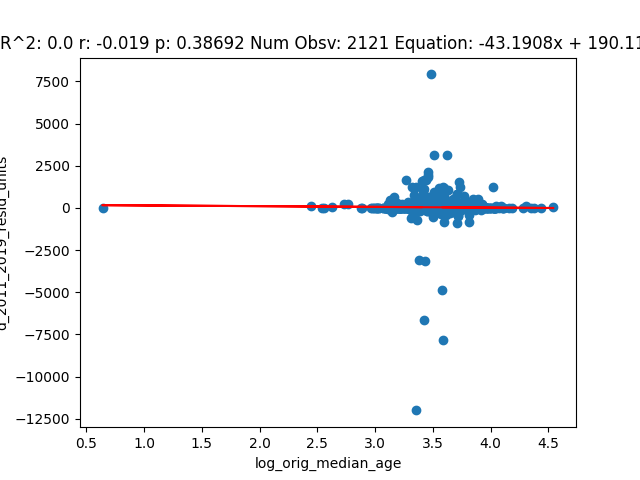 R^2: 0.0 r: -0.019 p: 0.38692 Num Obsv: 2121 Equation: -43.1908x + 190.11
7500
5000
2500
0
−2500
−5000
−7500
−10000
−12500
d_2011_2019_resid_units
0.5 1.0 1.5 2.0 2.5 3.0 3.5 4.0 4.5
log_orig_median_age